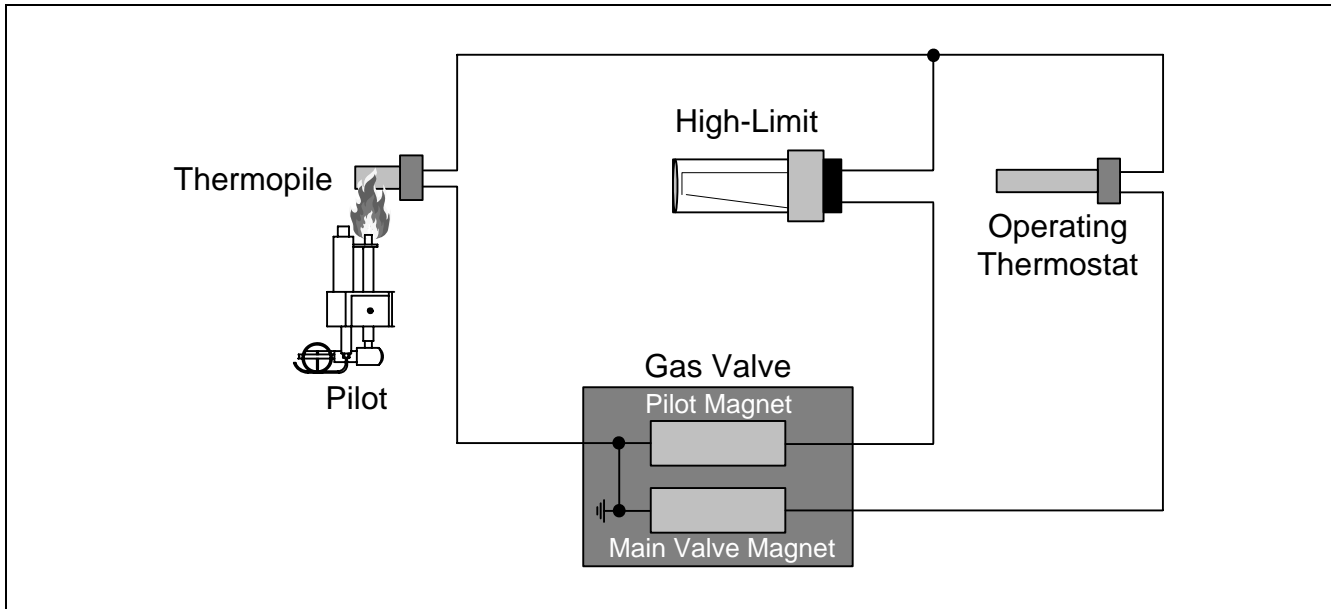 High-Limit
Thermopile
Operating
Thermostat
Gas Valve
Pilot Magnet
Pilot
Main Valve Magnet